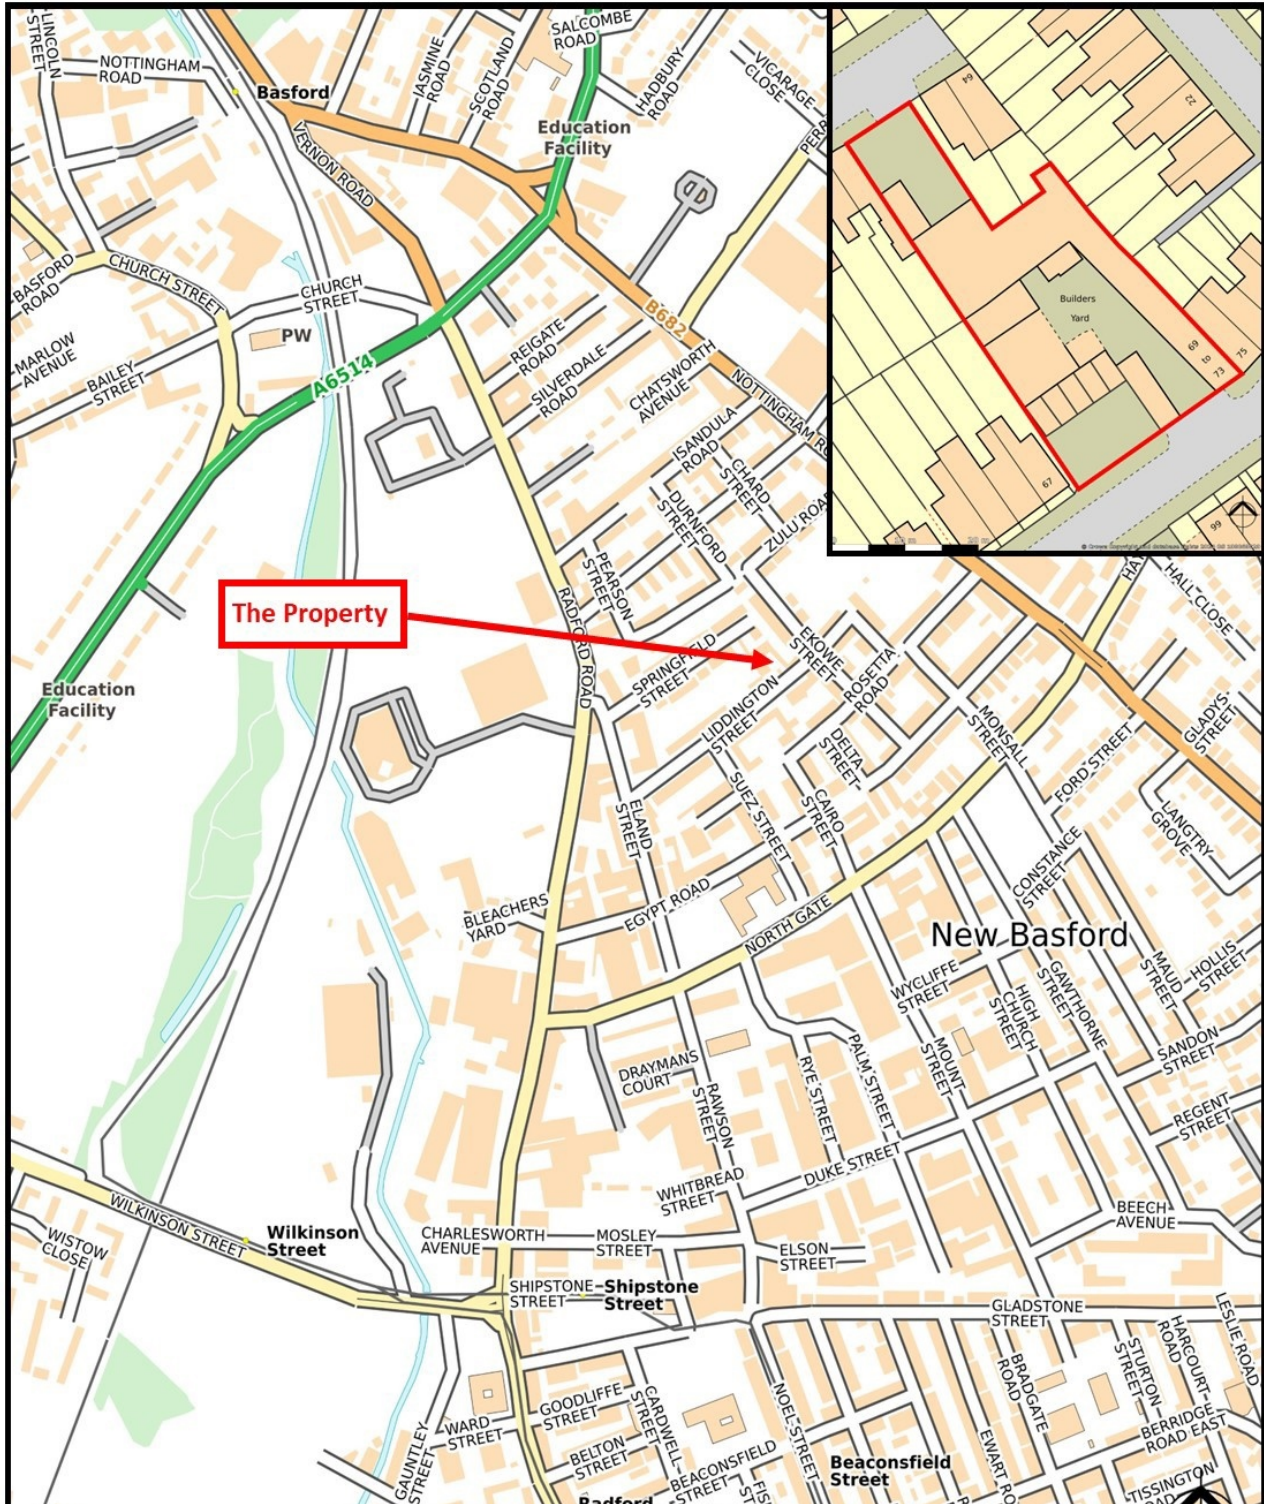 LINCOLN
STREET
NOTTINGHAM
ROAD
Basford
JASMINE
ROAD
SCOTLAND
ROAD
SALCOMBE
ROAD
HADBURY
ROAD
VICARAGE
CLOSE
Education
Facility
VERNON ROAD
BASFORD
ROAD
CHURCH STREET
CHURCH
STREET
PW
MARLOW
AVENUE
BAILEY
STREET
A6514
REIGATE
ROAD
SILVERDALE
ROAD
B682
CHATSWORTH
AVENUE
NOTTINGHAM RO
ISANDULA
ROAD
CHARD
STREET
DURNFORD
STREET
ZULU ROA
PERR
64
22
Builders
Yard
69
to
73
75
67
66
The Property
PEARSON
STREET
RADFORD ROAD
SPRINGFIELD
STREET
EKOWE
STREET
ROSETTA
ROAD
LIDDINGTON
STREET
DELTA
STREET
MONSALL
STREET
HAY
HALL CLOSE
GLADYS
STREET
FORD STREET
LANGTRY
GROVE
Education
Facility
SUEZ STREET
CAIRO
STREET
ELAND
STREET
CONSTANCE
STREET
EGYPT ROAD
BLEACHERS
YARD
NORTH GATE
New Basford
WYCLIFFE
STREET
HIGH
CHURCH
STREET
GAWTHORNE
STREET
MAUD
STREET
HOLLIS
STREET
SANDON
STREET
REGENT
STREET
DRAYMANS
COURT
RAWSON
STREET
RYE STREET
PALM STREET
MOUNT
STREET
DUKE STREET
WHITBREAD
STREET
WILKINSON STREET
Wilkinson
Street
WISTOW
CLOSE
CHARLESWORTH
AVENUE
MOSLEY
STREET
ELSON
STREET
BEECH
AVENUE
SHIPSTONE
STREET
Shipstone
Street
GLADSTONE
STREET
LESLIE ROAD
HARCOURT
ROAD
STURTON
STREET
BRADGATE
ROAD
BERRIDGE
ROAD EAST
GOODLIFFE
STREET
WARD
STREET
GAUNTLEY
STREET
BELTON
STREET
CARDWELL
STREET
BEACONSFIELD
STREET
NOEL STREET
Beaconsfield
Street
EWART RO
TISSINGTON
Radford